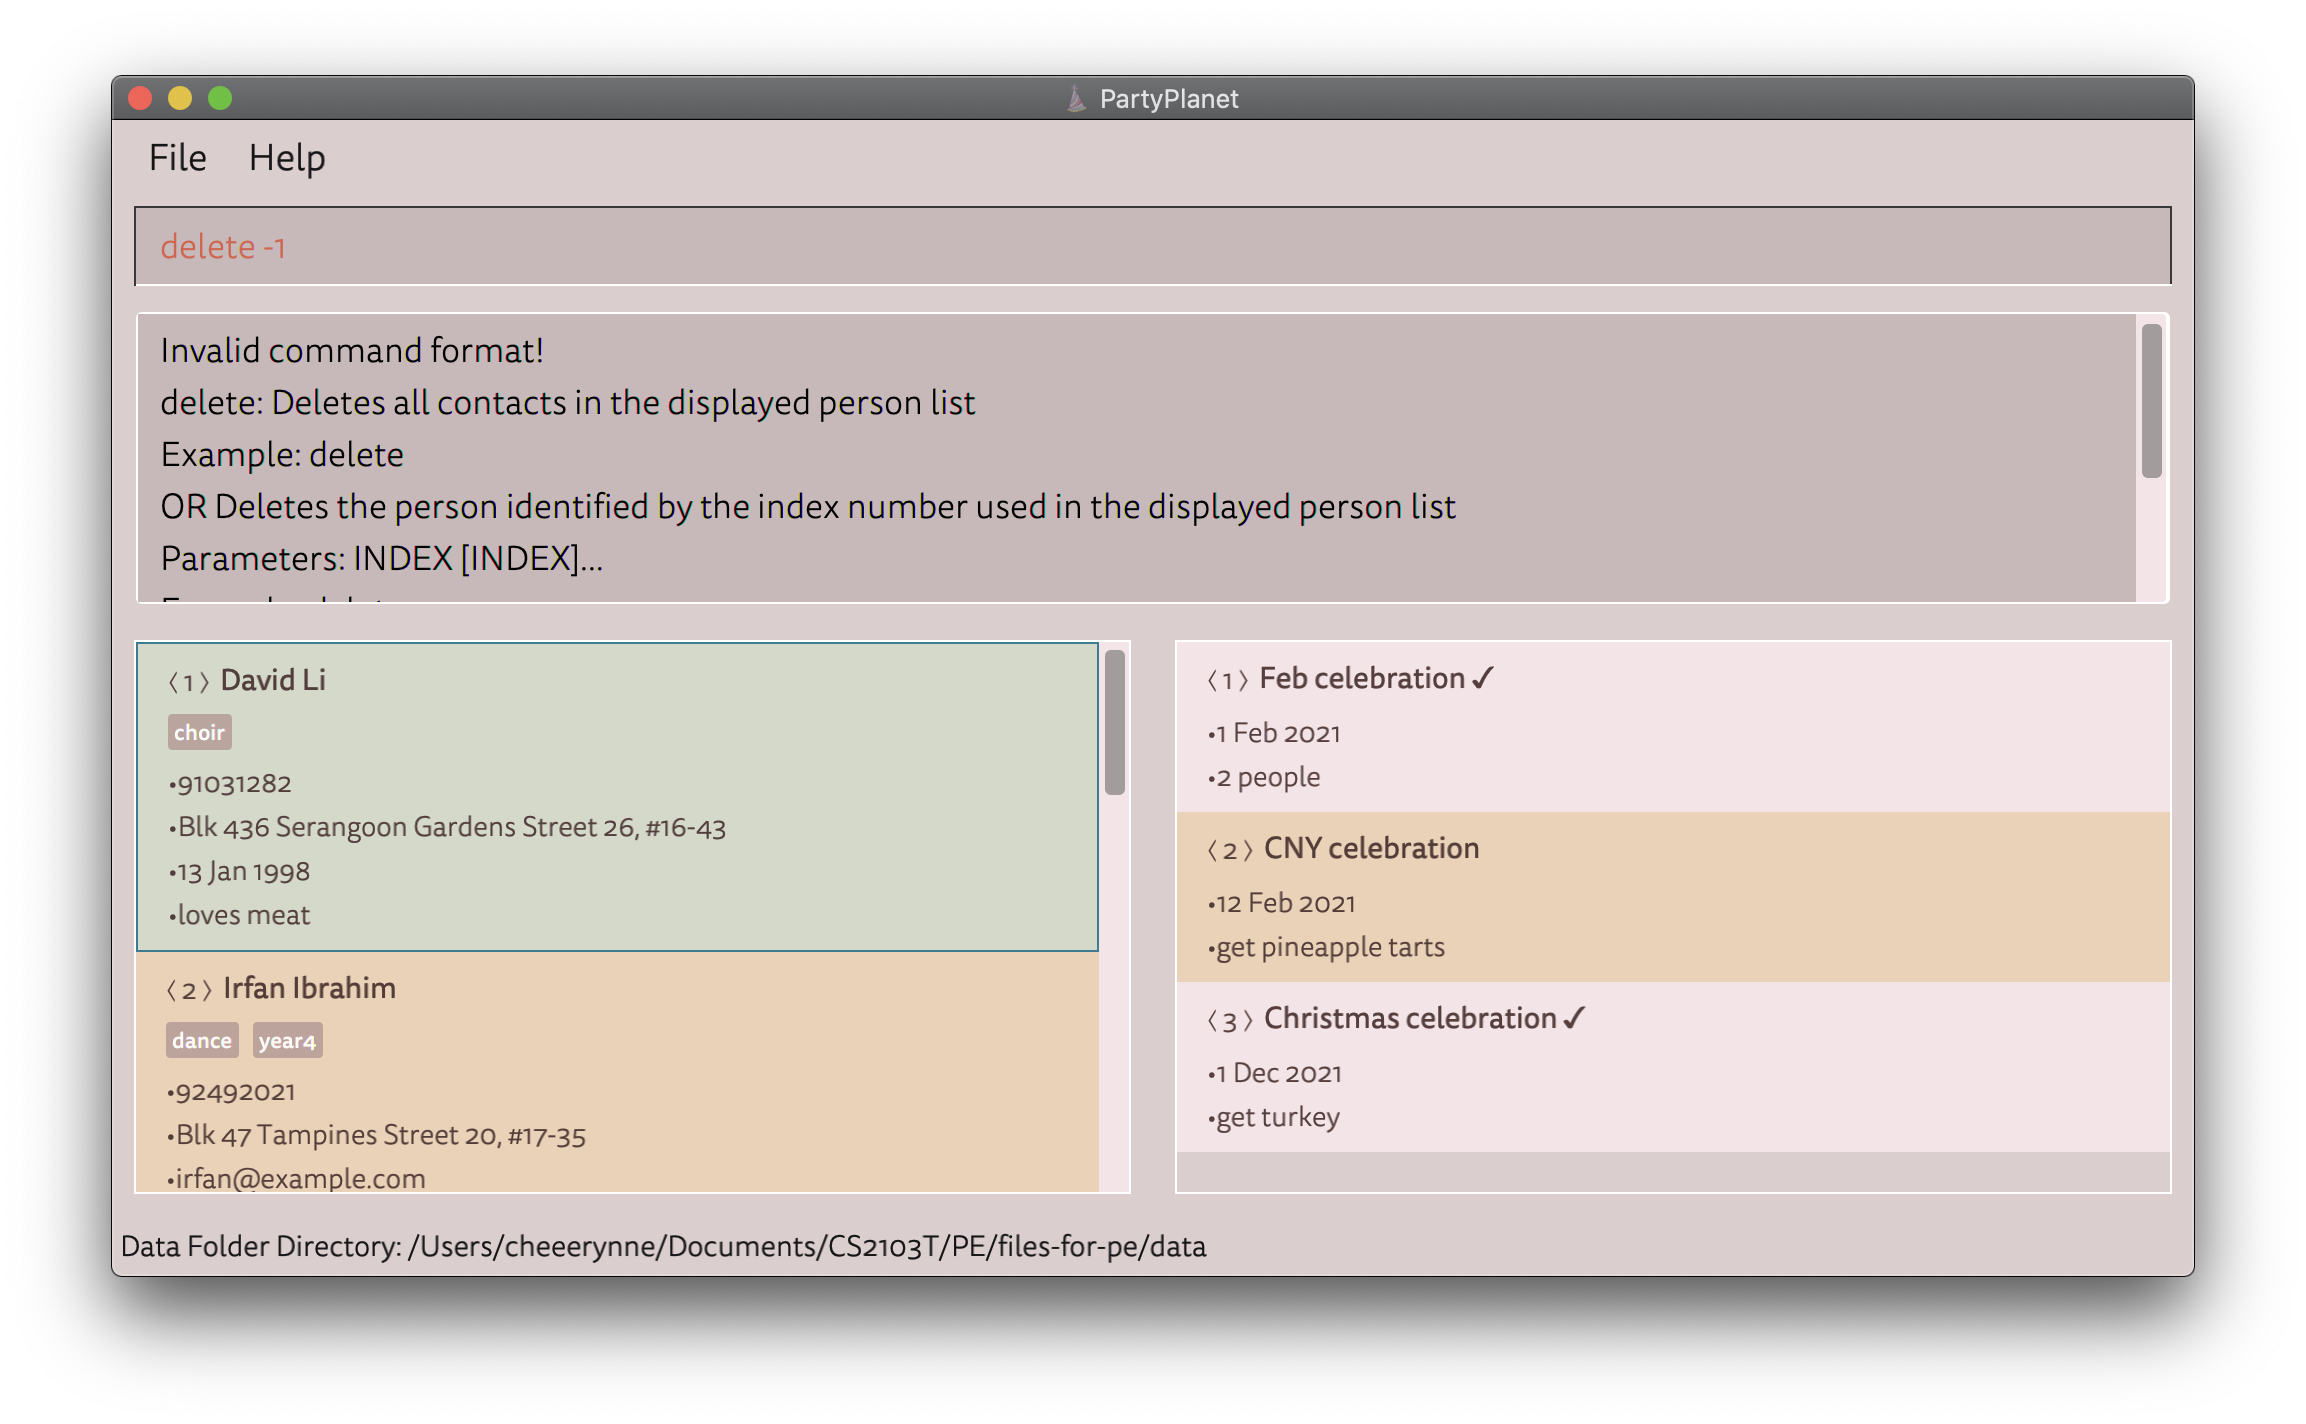 PartyPlanet
File Help
delete -1
Invalid command format!
delete: Deletes all contacts in the displayed person list
Example: delete
OR Deletes the person identified by the index number used in the displayed person list
Parameters: INDEX [INDEX]...
〈 1 〉 David Li
choir
•91031282
•Blk 436 Serangoon Gardens Street 26, #16-43
•13 Jan 1998
•loves meat
〈 2 〉 Irfan Ibrahim
dance year4
•92492021
•Blk 47 Tampines Street 20, #17-35
•irfan@example.com
〈 1 〉 Feb celebration ✓
•1 Feb 2021
•2 people
〈 2 〉 CNY celebration
•12 Feb 2021
•get pineapple tarts
〈 3 〉 Christmas celebration ✓
•1 Dec 2021
•get turkey
Data Folder Directory: /Users/cheeerynne/Documents/CS2103T/PE/files-for-pe/data